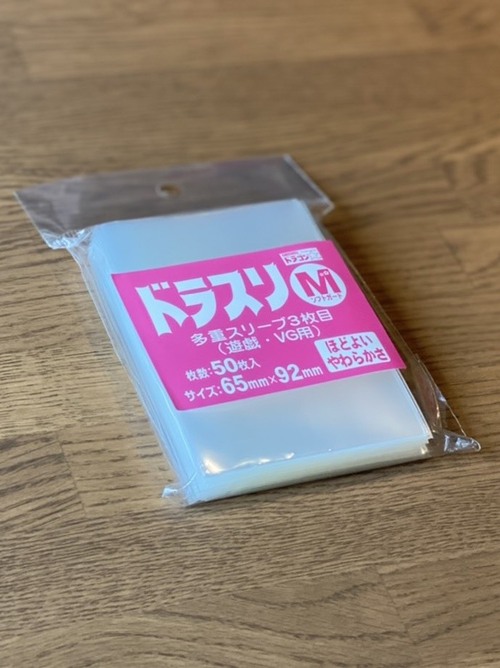 ドラスリ
M
ソフトガード
多重スリーブ3枚目
(遊戯・VG用)
枚数:50枚入
サイズ:65mm×92mm
ほどよい
やわらかさ